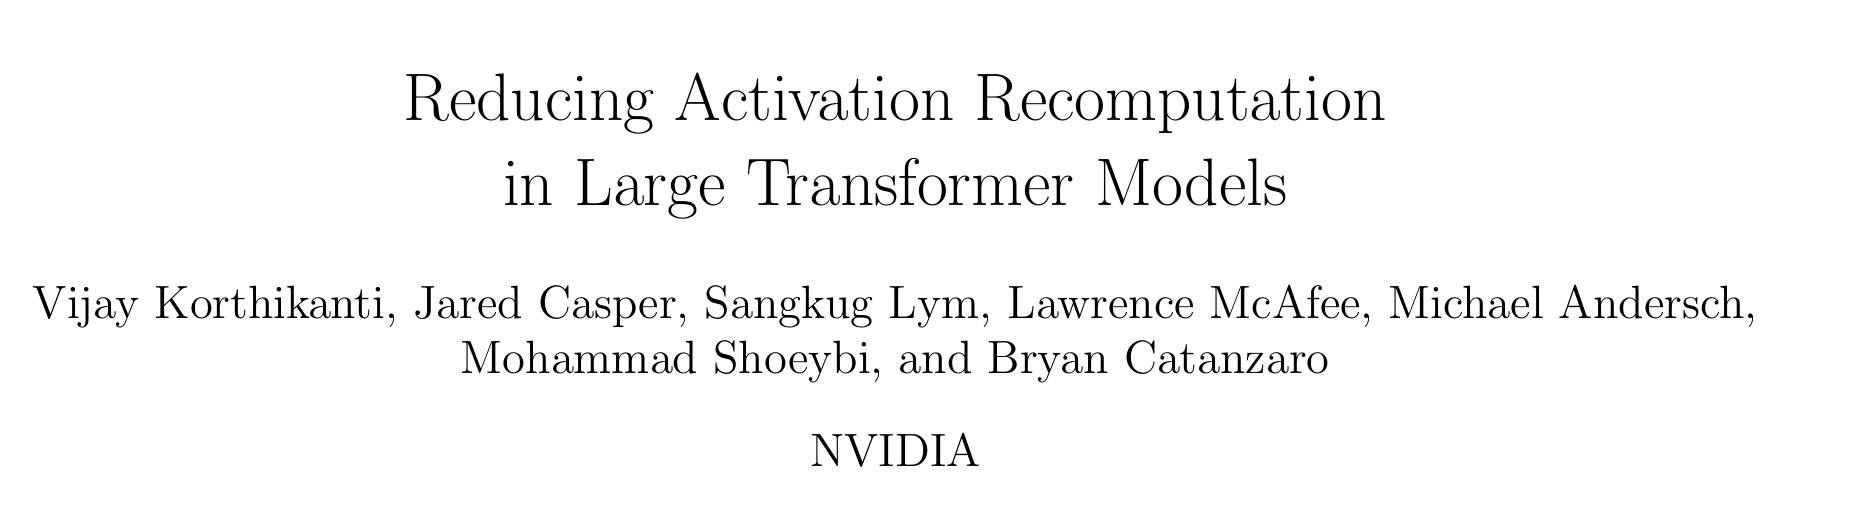 Reducing Activation Recomputation
in Large Transformer Models
Vijay Korthikanti, Jared Casper, Sangkug Lym, Lawrence McAfee, Michael Andersch,
Mohammad Shoeybi, and Bryan Catanzaro
NVIDIA